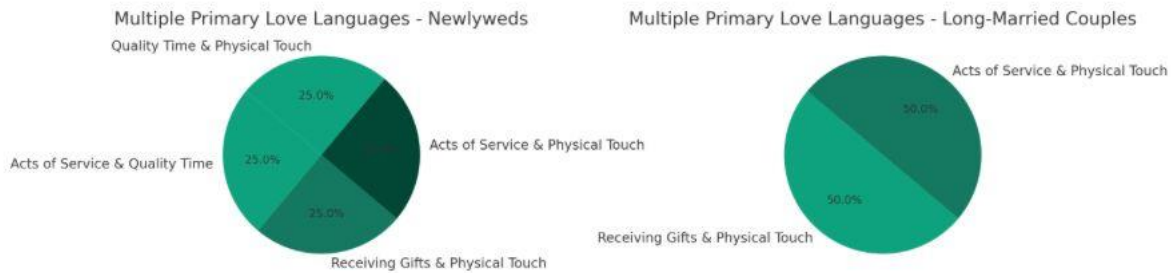 Multiple Primary Love Languages - Newlyweds
Quality Time & Physical Touch
25.0%
Acts of Service & Physical Touch
Acts of Service & Quality Time
25.0%
25.0%
Receiving Gifts & Physical Touch
Multiple Primary Love Languages - Long-Married Couples
Acts of Service & Physical Touch
50.0%
50.0%
Receiving Gifts & Physical Touch